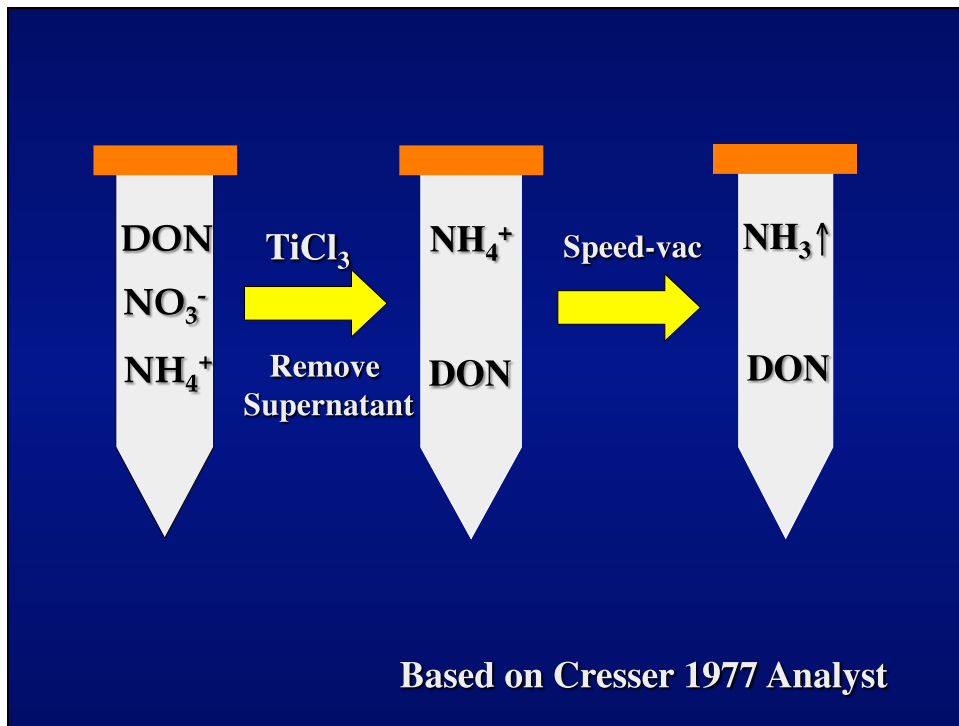 DON
NO₃⁻
NH₄⁺
TiCl₃
Remove
Supernatant
NH₄⁺
DON
Speed-vac
NH₃↑
DON
Based on Cresser 1977 Analyst